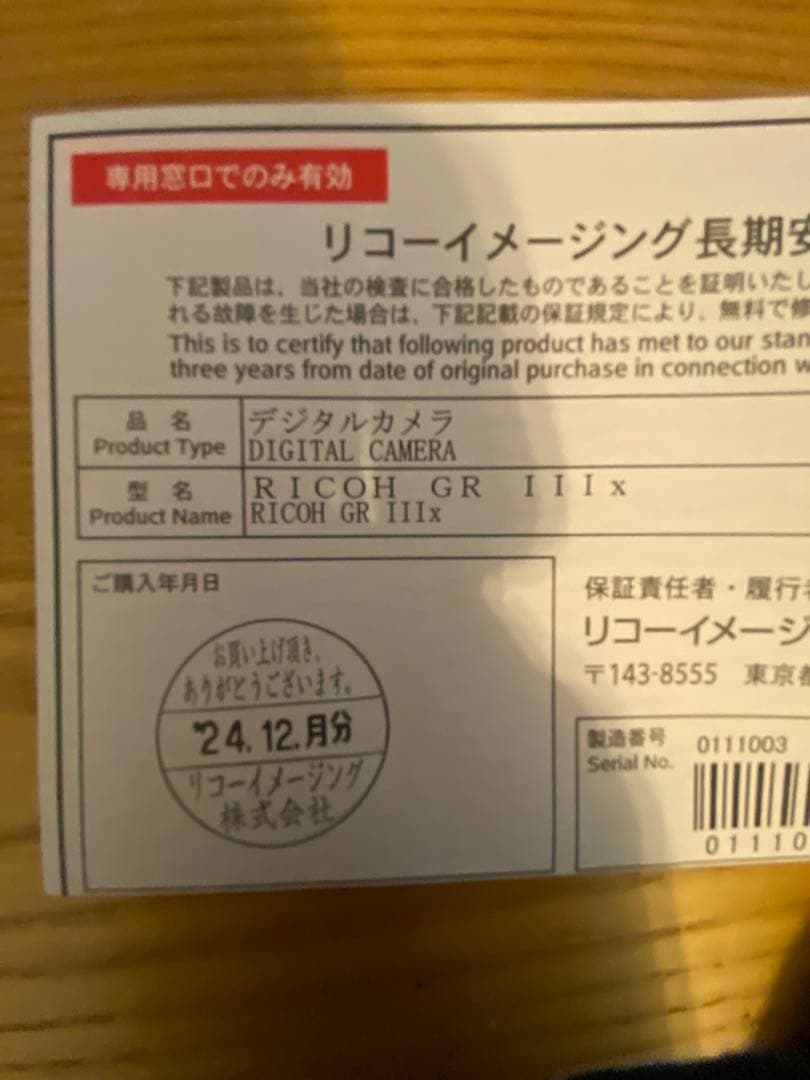 専用窓口でのみ有効
リコーイメージング長期安
下記製品は、当社の検査に合格したものであることを証明いたし
れる故障を生じた場合は、下記記載の保証規定により、無料で修
This is to certify that following product has met to our stan
three years from date of original purchase in connection w
品 名
Product Type
デジタルカメラ
DIGITAL CAMERA
型 名
Product Name
ＲＩＣＯＨ ＧＲ ＩＩＩｘ
RICOH GR IIIx
ご購入年月日
お買い上げ頂き、
ありがとうございます。
'24.12.月分
リコーイメージング
株式会社
保証責任者・履行者
リコーイメージ
〒143-8555 東京都
製造番号
Serial No.
0111003
01110